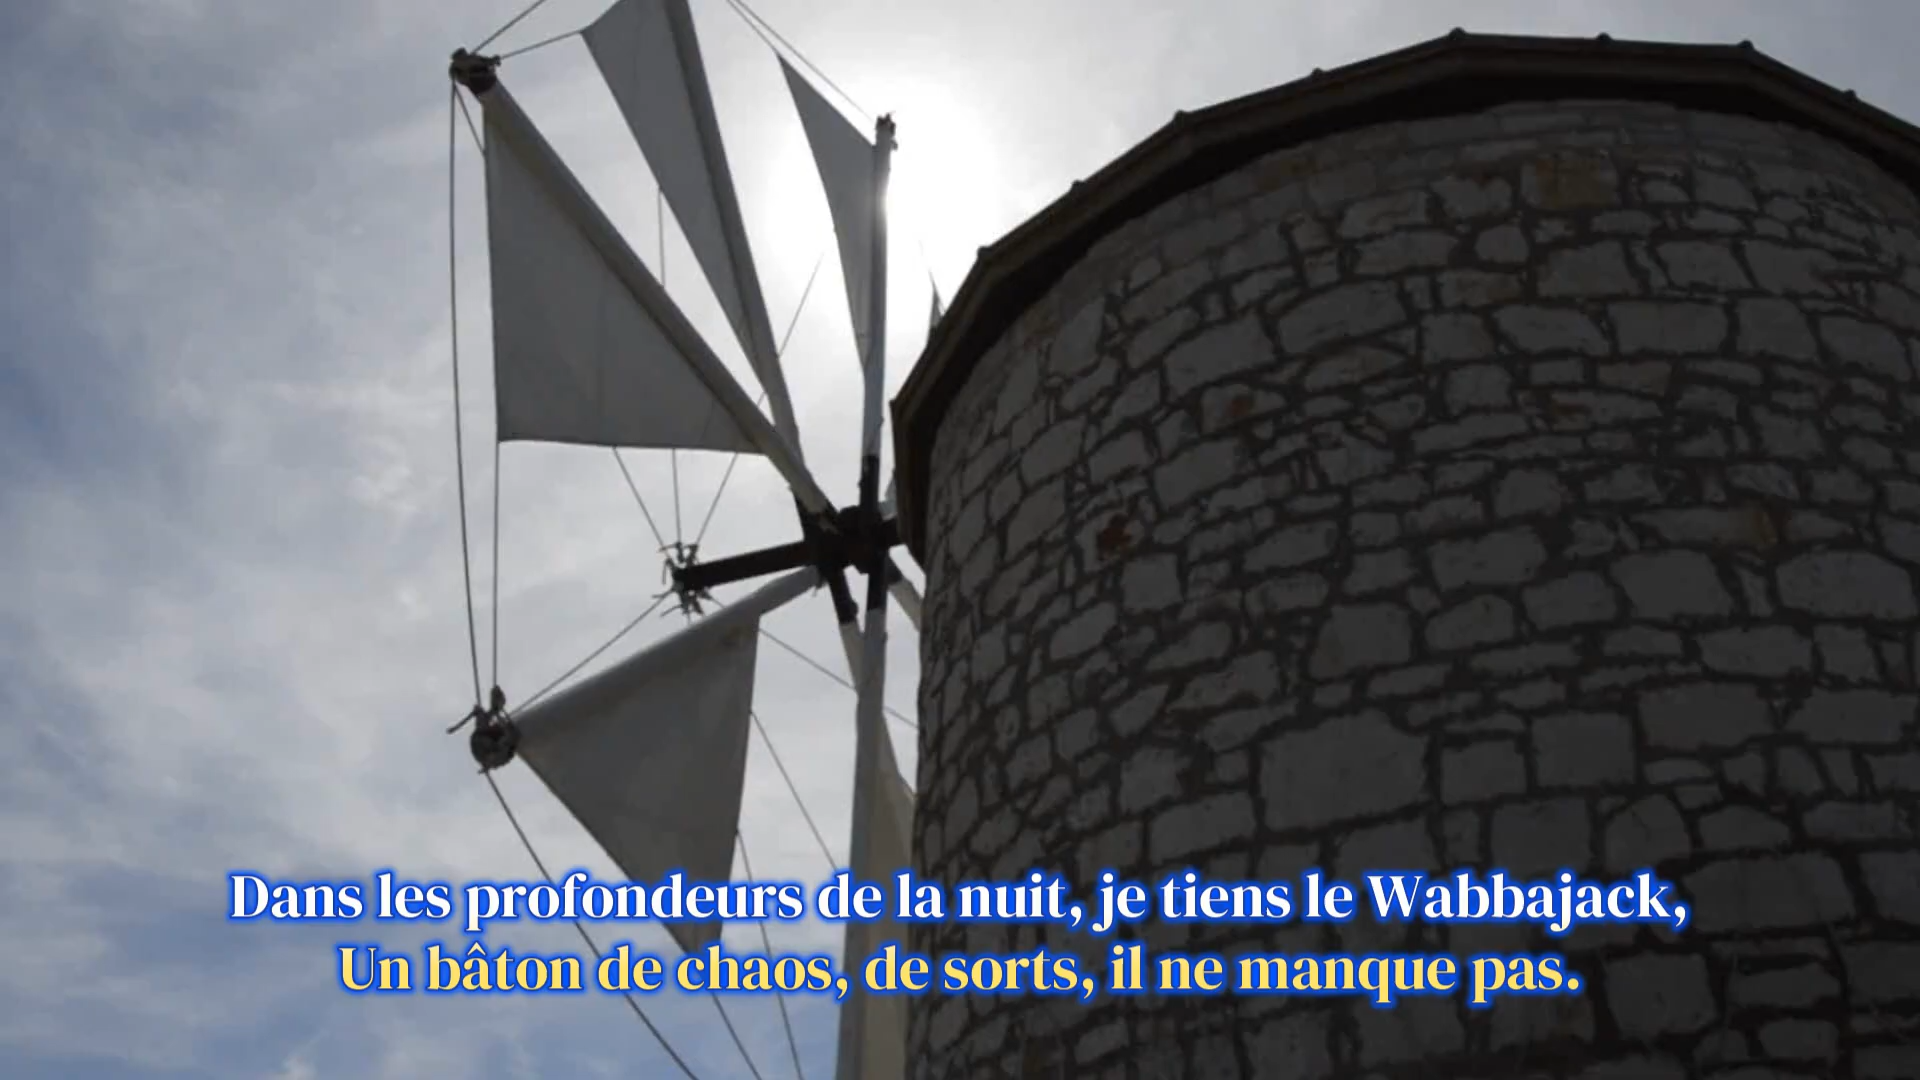 Dans les profondeurs de la nuit, je tiens le Wabbajack,
Un bâton de chaos, de sorts, il ne manque pas.